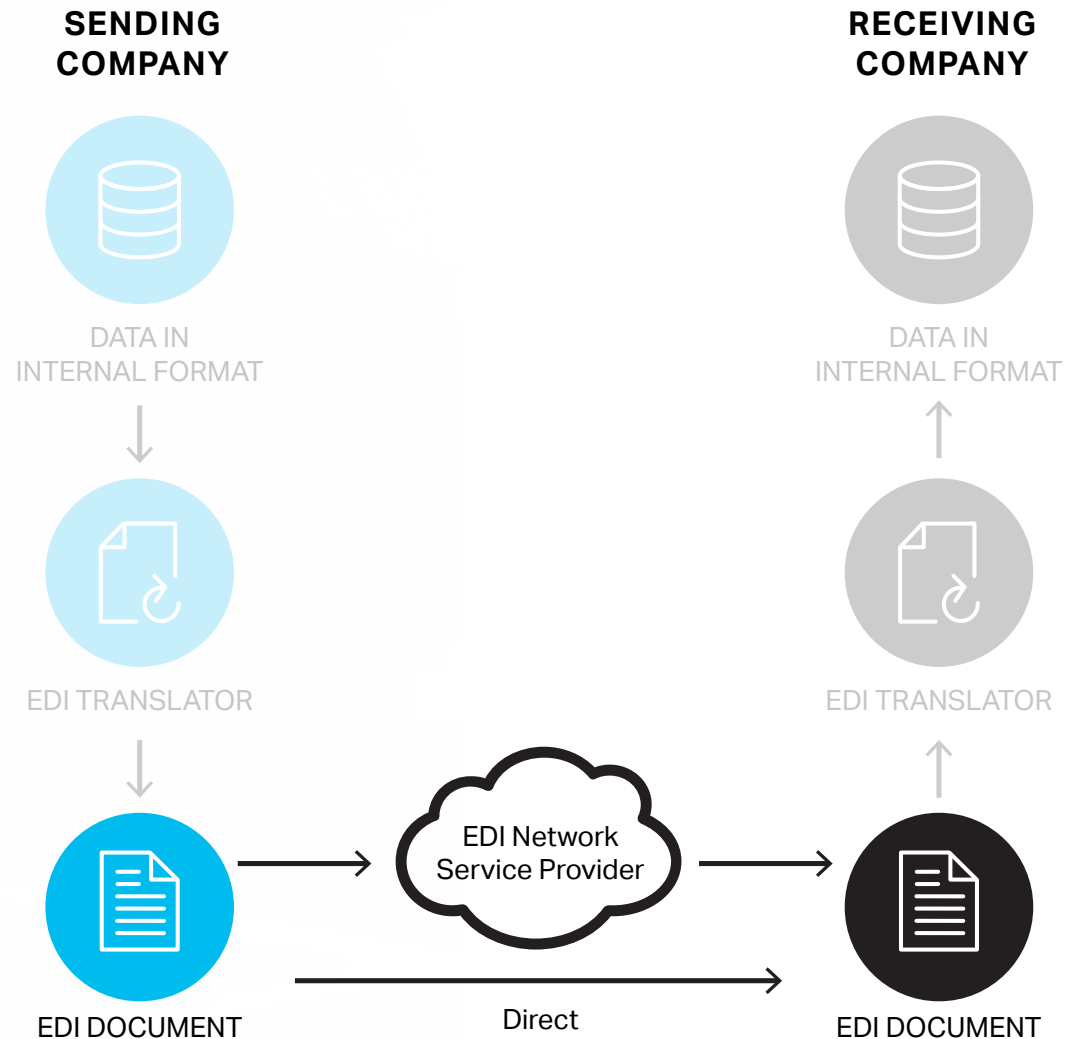 SENDING
COMPANY
RECEIVING
COMPANY
DATA IN
INTERNAL FORMAT
DATA IN
INTERNAL FORMAT
EDI TRANSLATOR
EDI TRANSLATOR
EDI Network
Service Provider
Direct
EDI DOCUMENT
EDI DOCUMENT